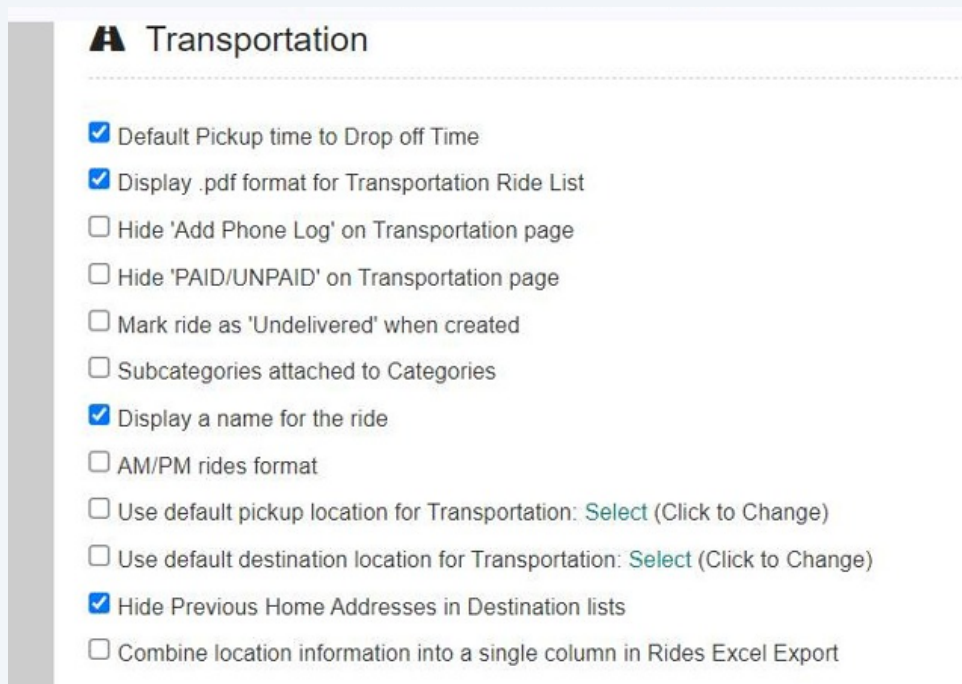 Transportation
Default Pickup time to Drop off Time
Display .pdf format for Transportation Ride List
Hide 'Add Phone Log' on Transportation page
Hide 'PAID/UNPAID' on Transportation page
Mark ride as 'Undelivered' when created
Subcategories attached to Categories
Display a name for the ride
AM/PM rides format
Use default pickup location for Transportation: Select (Click to Change)
Use default destination location for Transportation: Select (Click to Change)
Hide Previous Home Addresses in Destination lists
Combine location information into a single column in Rides Excel Export